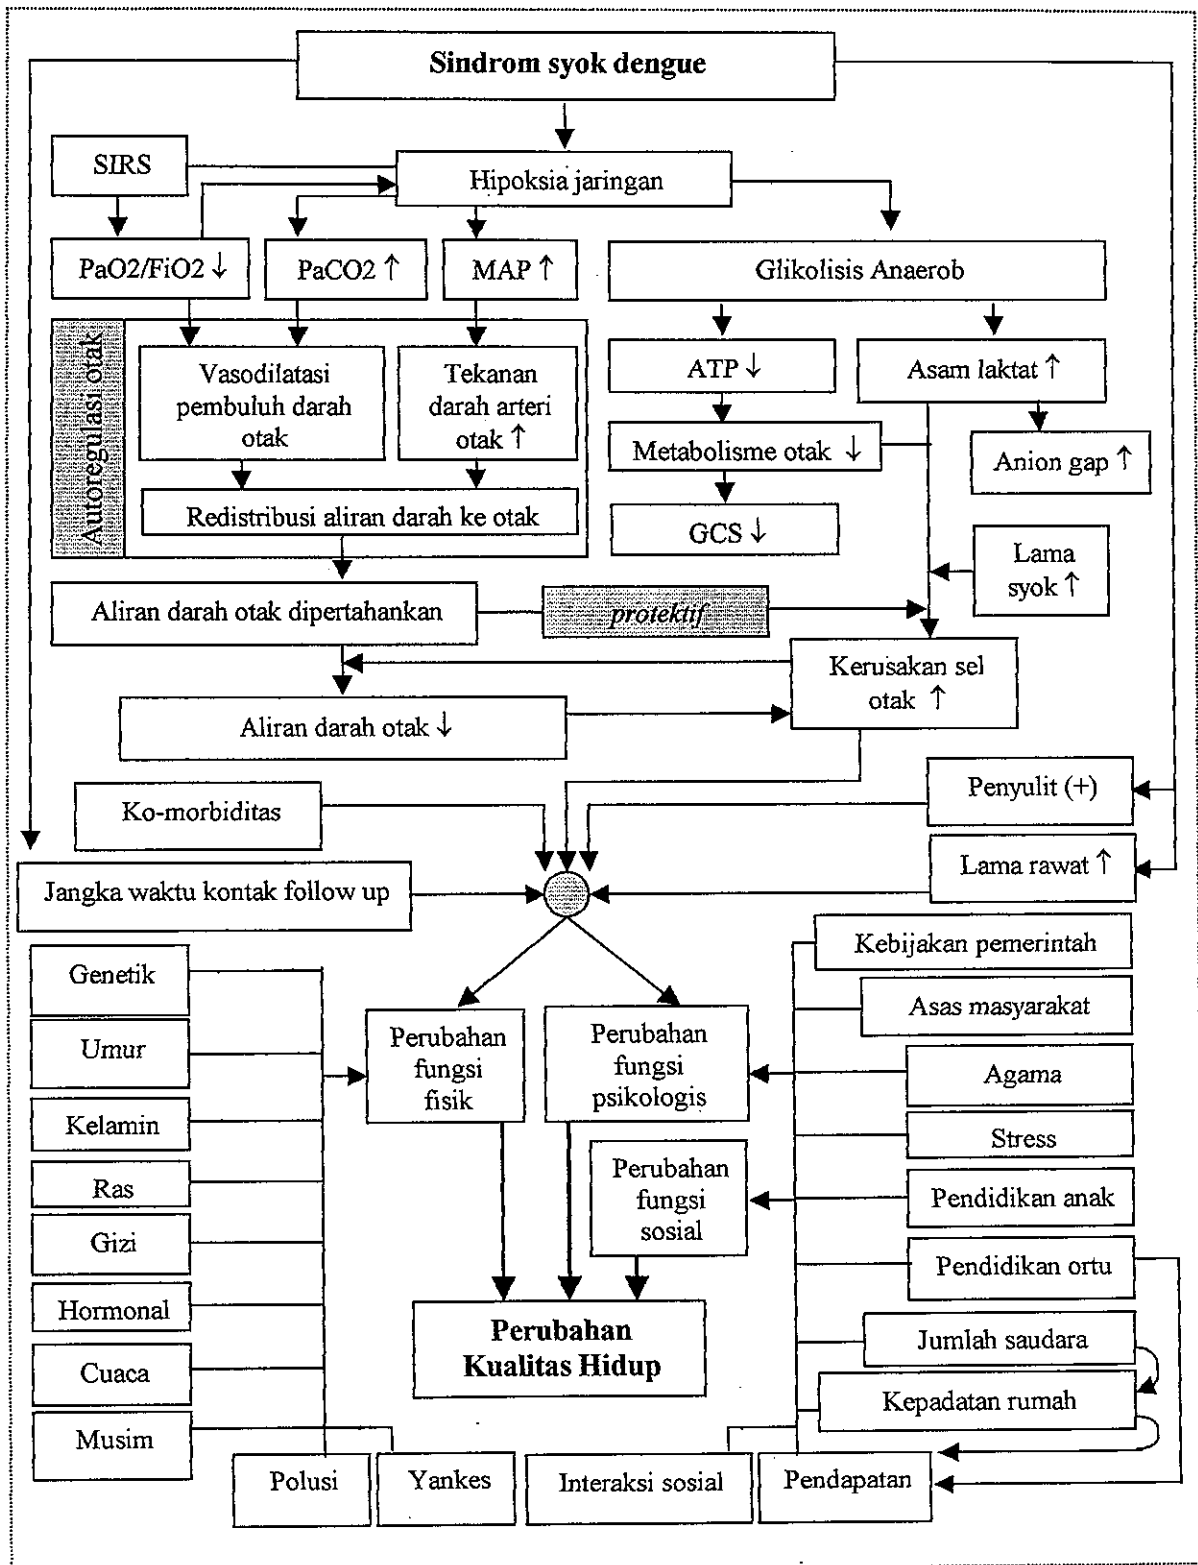 Sindrom syok dengue
SIRS
Hipoksia jaringan
PaO2/FiO2 ↓
PaCO2 ↑
MAP ↑
Glikolisis Anaerob
Autoregulasi otak
Vasodilatasi
pembuluh darah
otak
Tekanan
darah arteri
otak ↑
ATP ↓
Asam laktat ↑
Metabolisme otak ↓
Anion gap ↑
Redistribusi aliran darah ke otak
GCS ↓
Lama
syok ↑
Aliran darah otak dipertahankan
protektif
Kerusakan sel
otak ↑
Aliran darah otak ↓
Penyulit (+)
Ko-morbiditas
Lama rawat ↑
Jangka waktu kontak follow up
Kebijakan pemerintah
Genetik
Asas masyarakat
Umur
Perubahan
fungsi
fisik
Perubahan
fungsi
psikologis
Agama
Kelamin
Stress
Ras
Perubahan
fungsi
sosial
Pendidikan anak
Gizi
Pendidikan ortu
Hormonal
Perubahan
Kualitas Hidup
Jumlah saudara
Cuaca
Kepadatan rumah
Musim
Polusi
Yankes
Interaksi sosial
Pendapatan